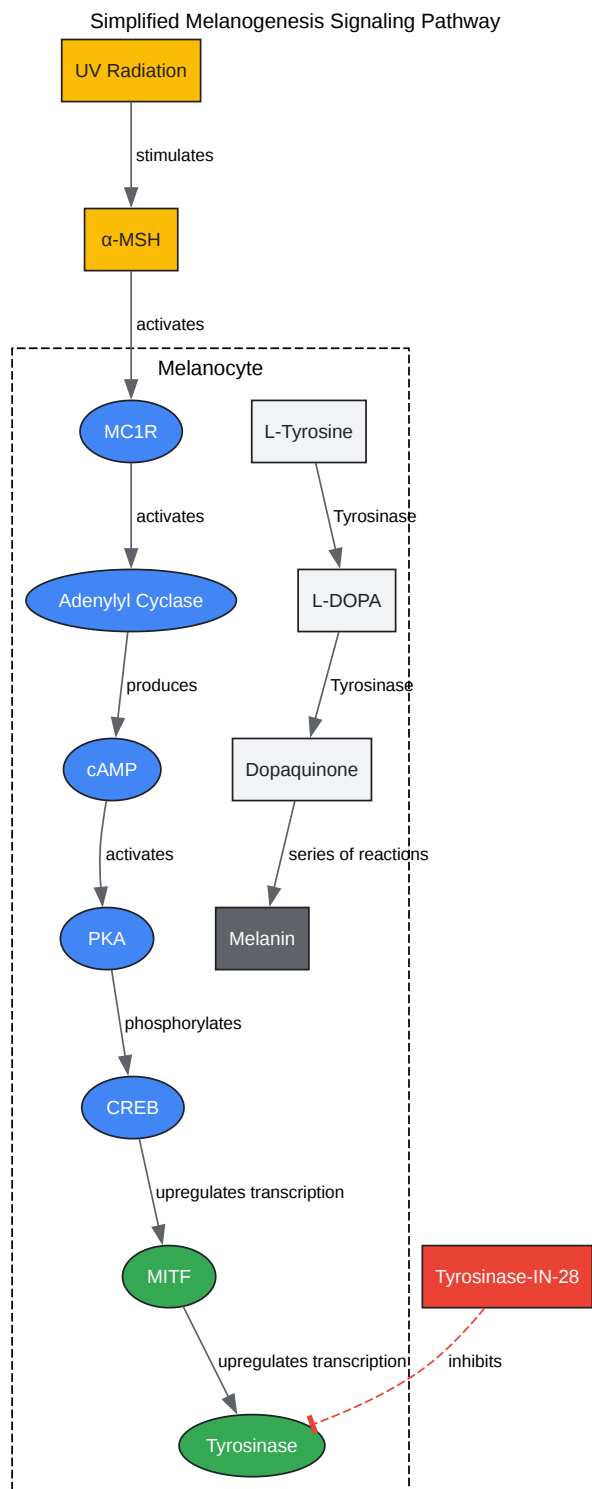 Simplified Melanogenesis Signaling Pathway
UV Radiation
stimulates
α-MSH
activates
Melanocyte
MC1R
L-Tyrosine
activates
Tyrosinase
Adenylyl Cyclase
L-DOPA
produces
Tyrosinase
cAMP
Dopaquinone
activates
series of reactions
PKA
Melanin
phosphorylates
CREB
upregulates transcription
MITF
Tyrosinase-IN-28
upregulates transcription
inhibits
Tyrosinase